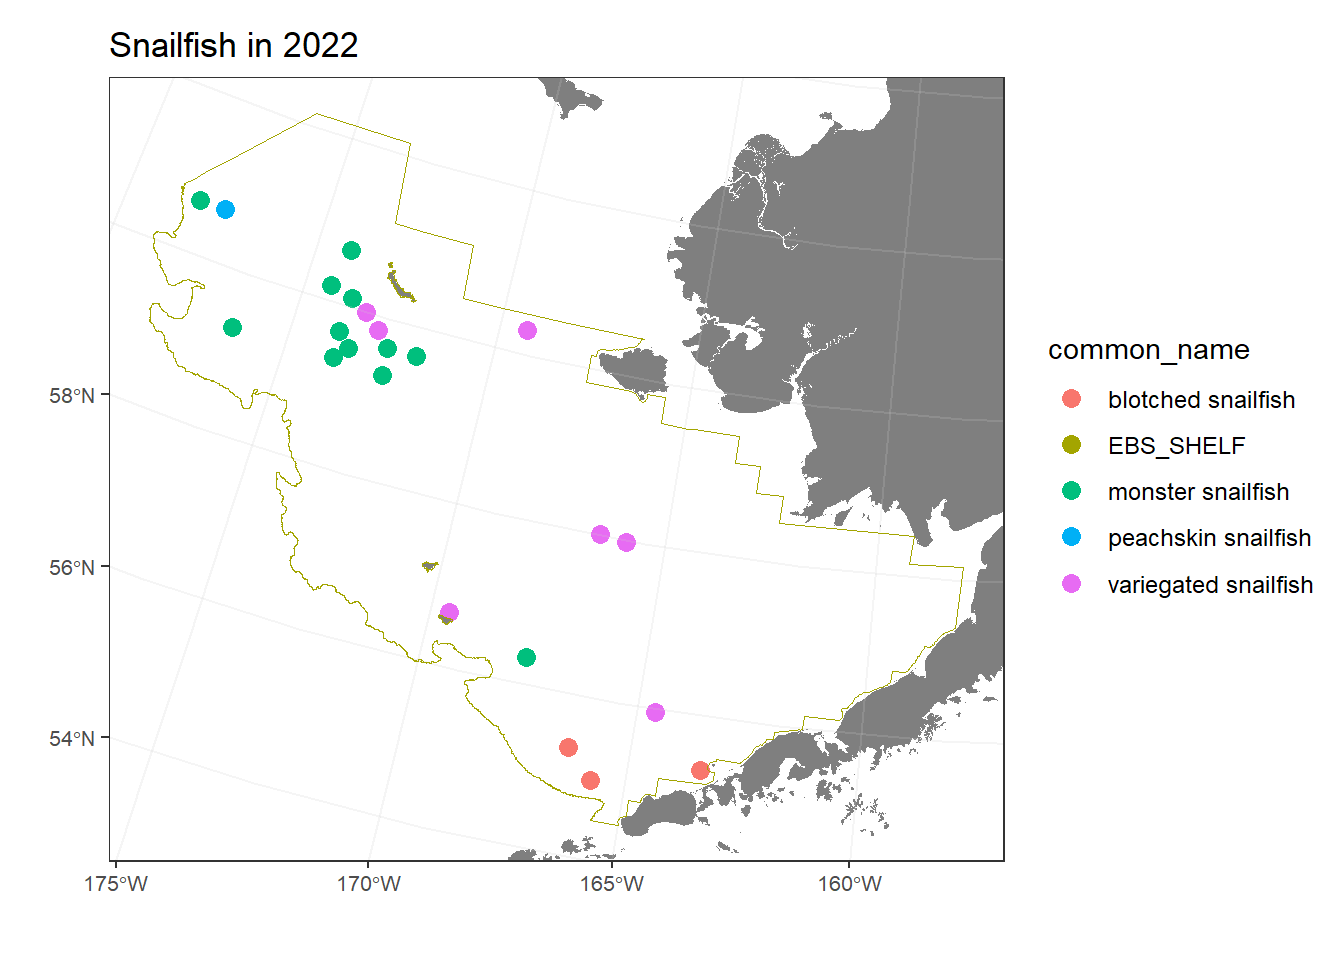 Snailfish in 2022
58°N
56°N
54°N
175°W
170°W
165°W
160°W
common_name
blotched snailfish
EBS_SHELF
monster snailfish
peachskin snailfish
variegated snailfish